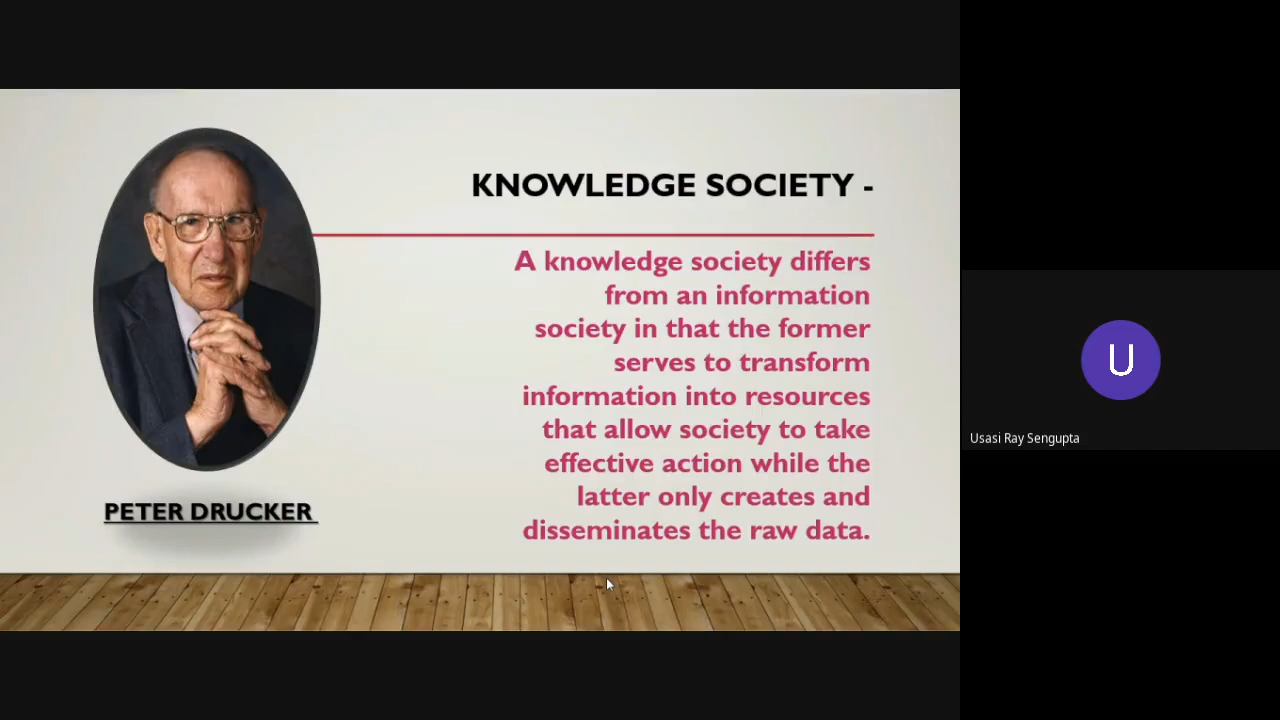 KNOWLEDGE SOCIETY -
A knowledge society differs
from an information
society in that the former
serves to transform
information into resources
that allow society to take
effective action while the
latter only creates and
disseminates the raw data.
PETER DRUCKER
U
Usasi Ray Sengupta